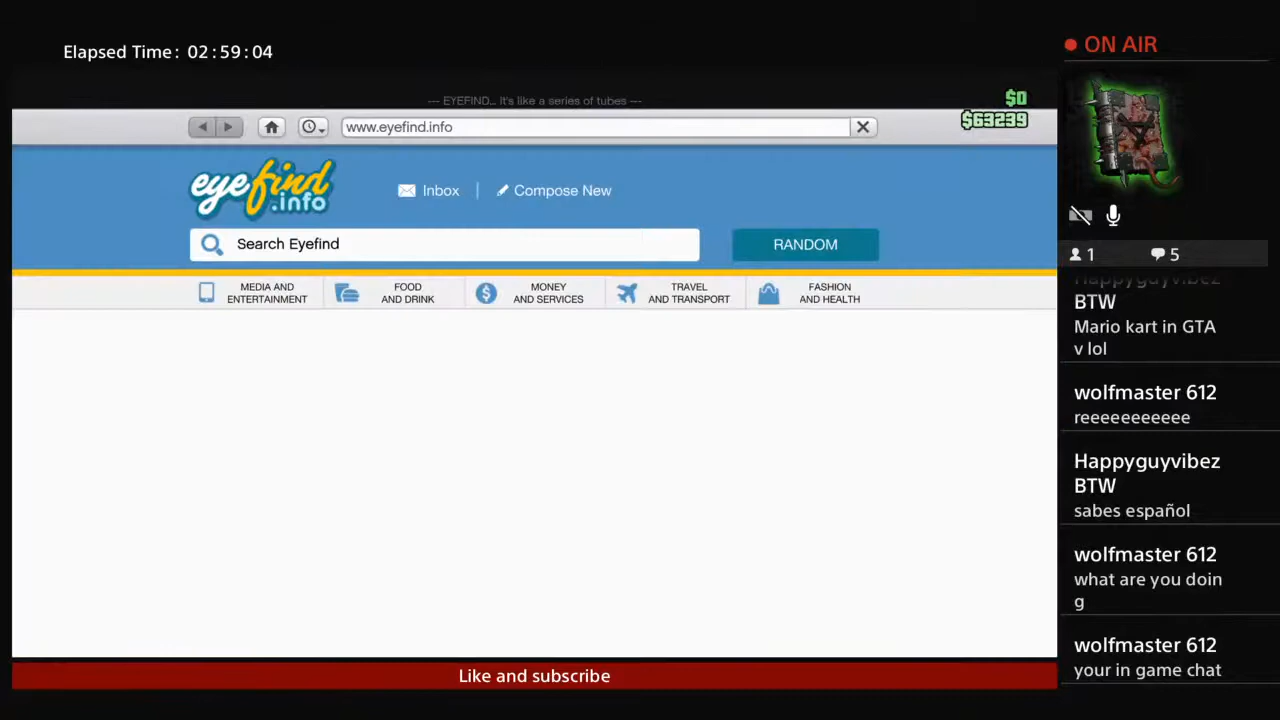 Elapsed Time: 02:59:04
ON AIR
--- EYEFIND... It's like a series of tubes ---
$0
$63239
www.eyefind.info
eyefind
.info
Inbox
Compose New
Search Eyefind
RANDOM
MEDIA AND
ENTERTAINMENT
FOOD
AND DRINK
MONEY
AND SERVICES
TRAVEL
AND TRANSPORT
FASHION
AND HEALTH
1
5
Happyguyvibez
BTW
Mario kart in GTA
v lol
wolfmaster 612
reeeeeeeeeee
Happyguyvibez
BTW
sabes español
wolfmaster 612
what are you doin
g
wolfmaster 612
your in game chat
Like and subscribe